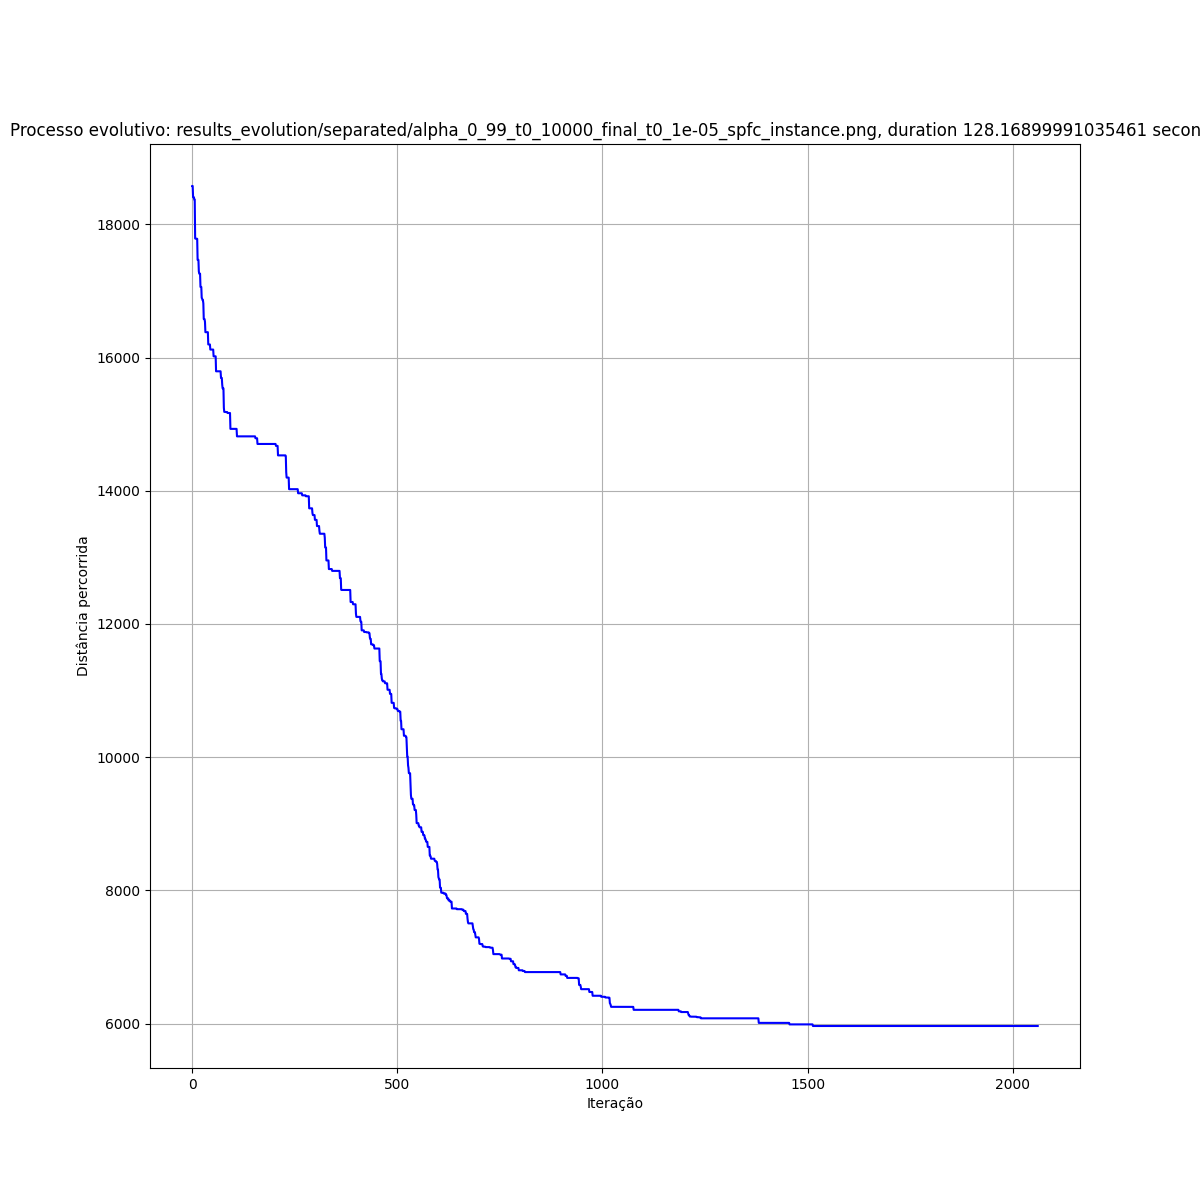 Processo evolutivo: results_evolution/separated/alpha_0_99_t0_10000_final_t0_1e-05_spfc_instance.png, duration 128.16899991035461 secon
18000
16000
14000
12000
10000
8000
6000
Distância percorrida
0 500 1000 1500 2000
Iteração